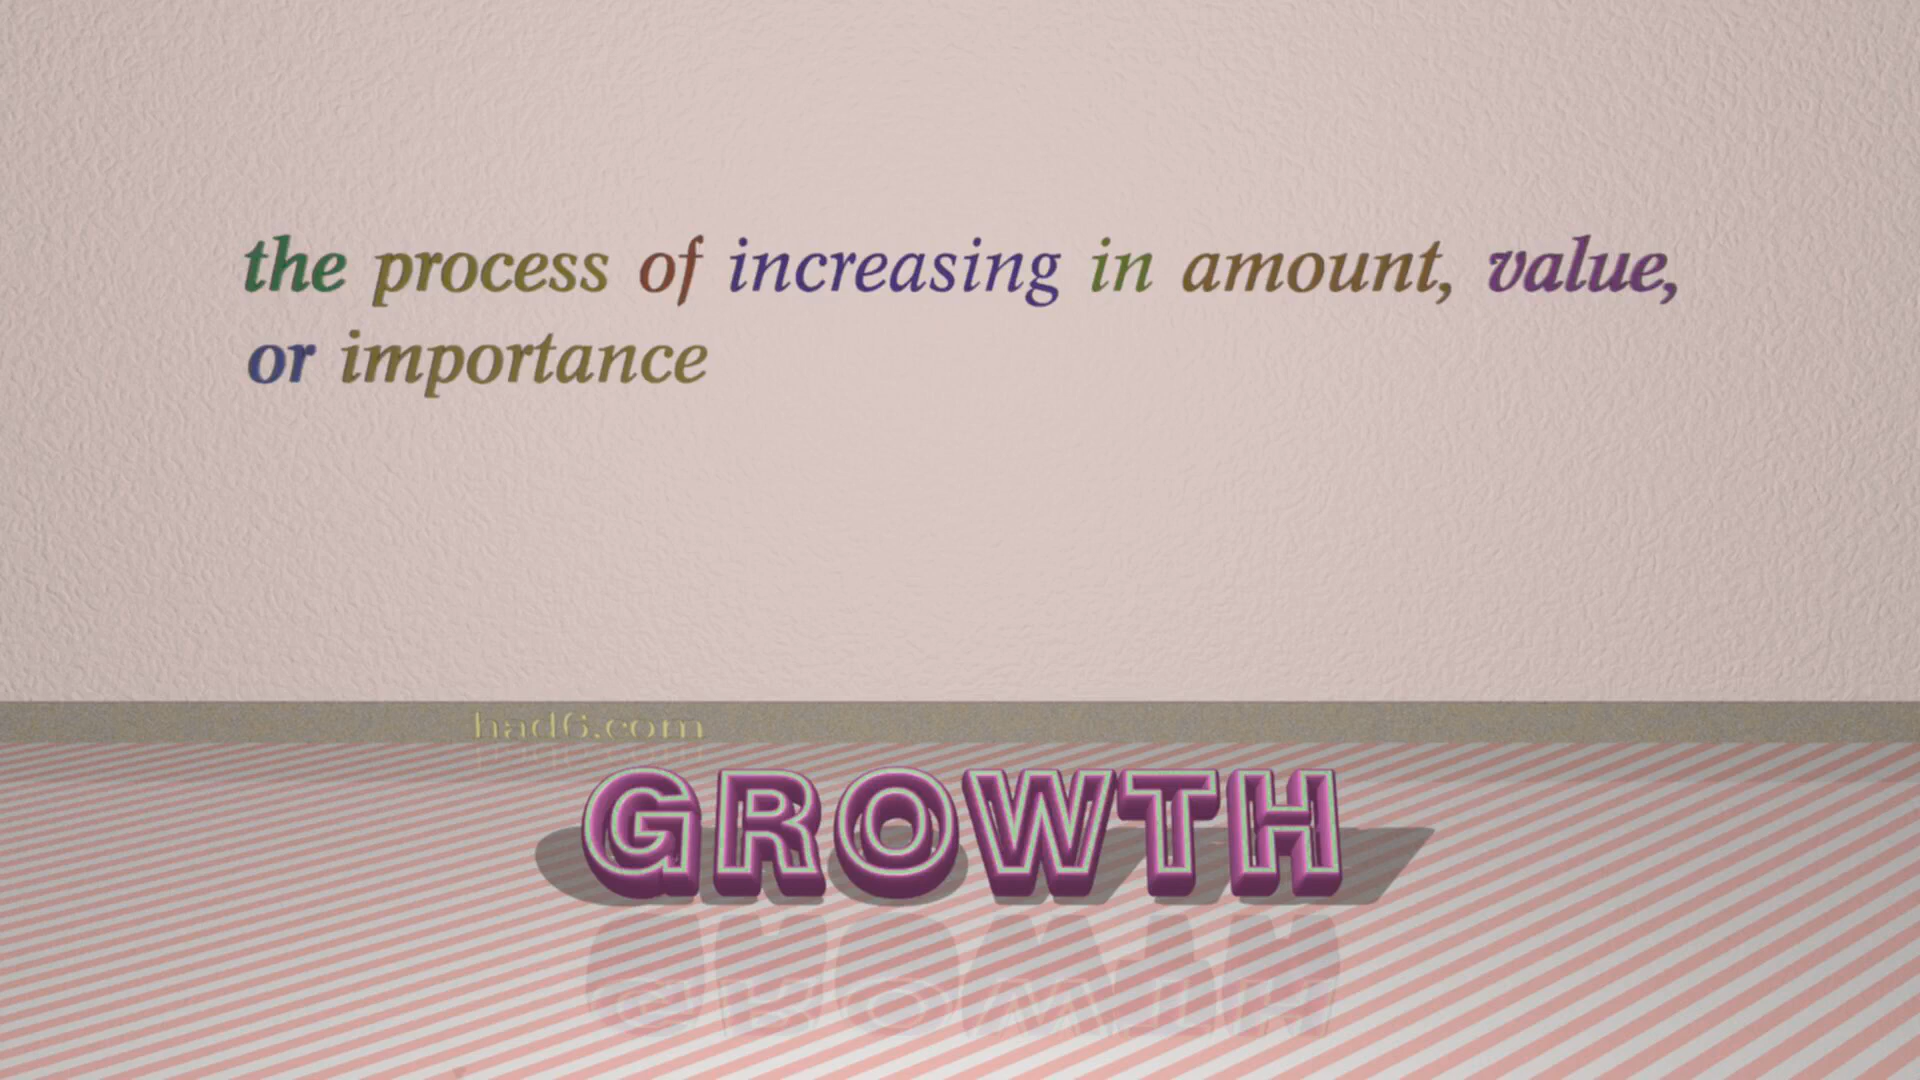 the process of increasing in amount, value,
or importance
had6.com
GROWTH